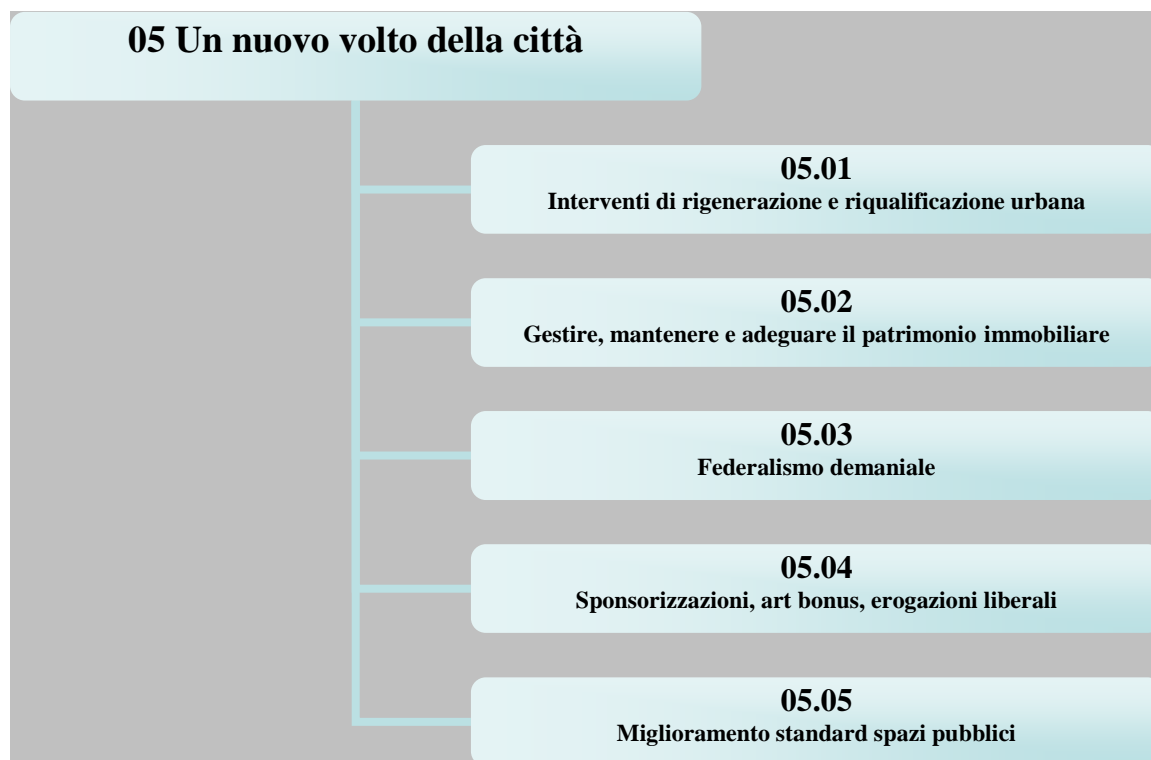 05 Un nuovo volto della città
05.01
Interventi di rigenerazione e riqualificazione urbana
05.02
Gestire, mantenere e adeguare il patrimonio immobiliare
05.03
Federalismo demaniale
05.04
Sponsorizzazioni, art bonus, erogazioni liberali
05.05
Miglioramento standard spazi pubblici